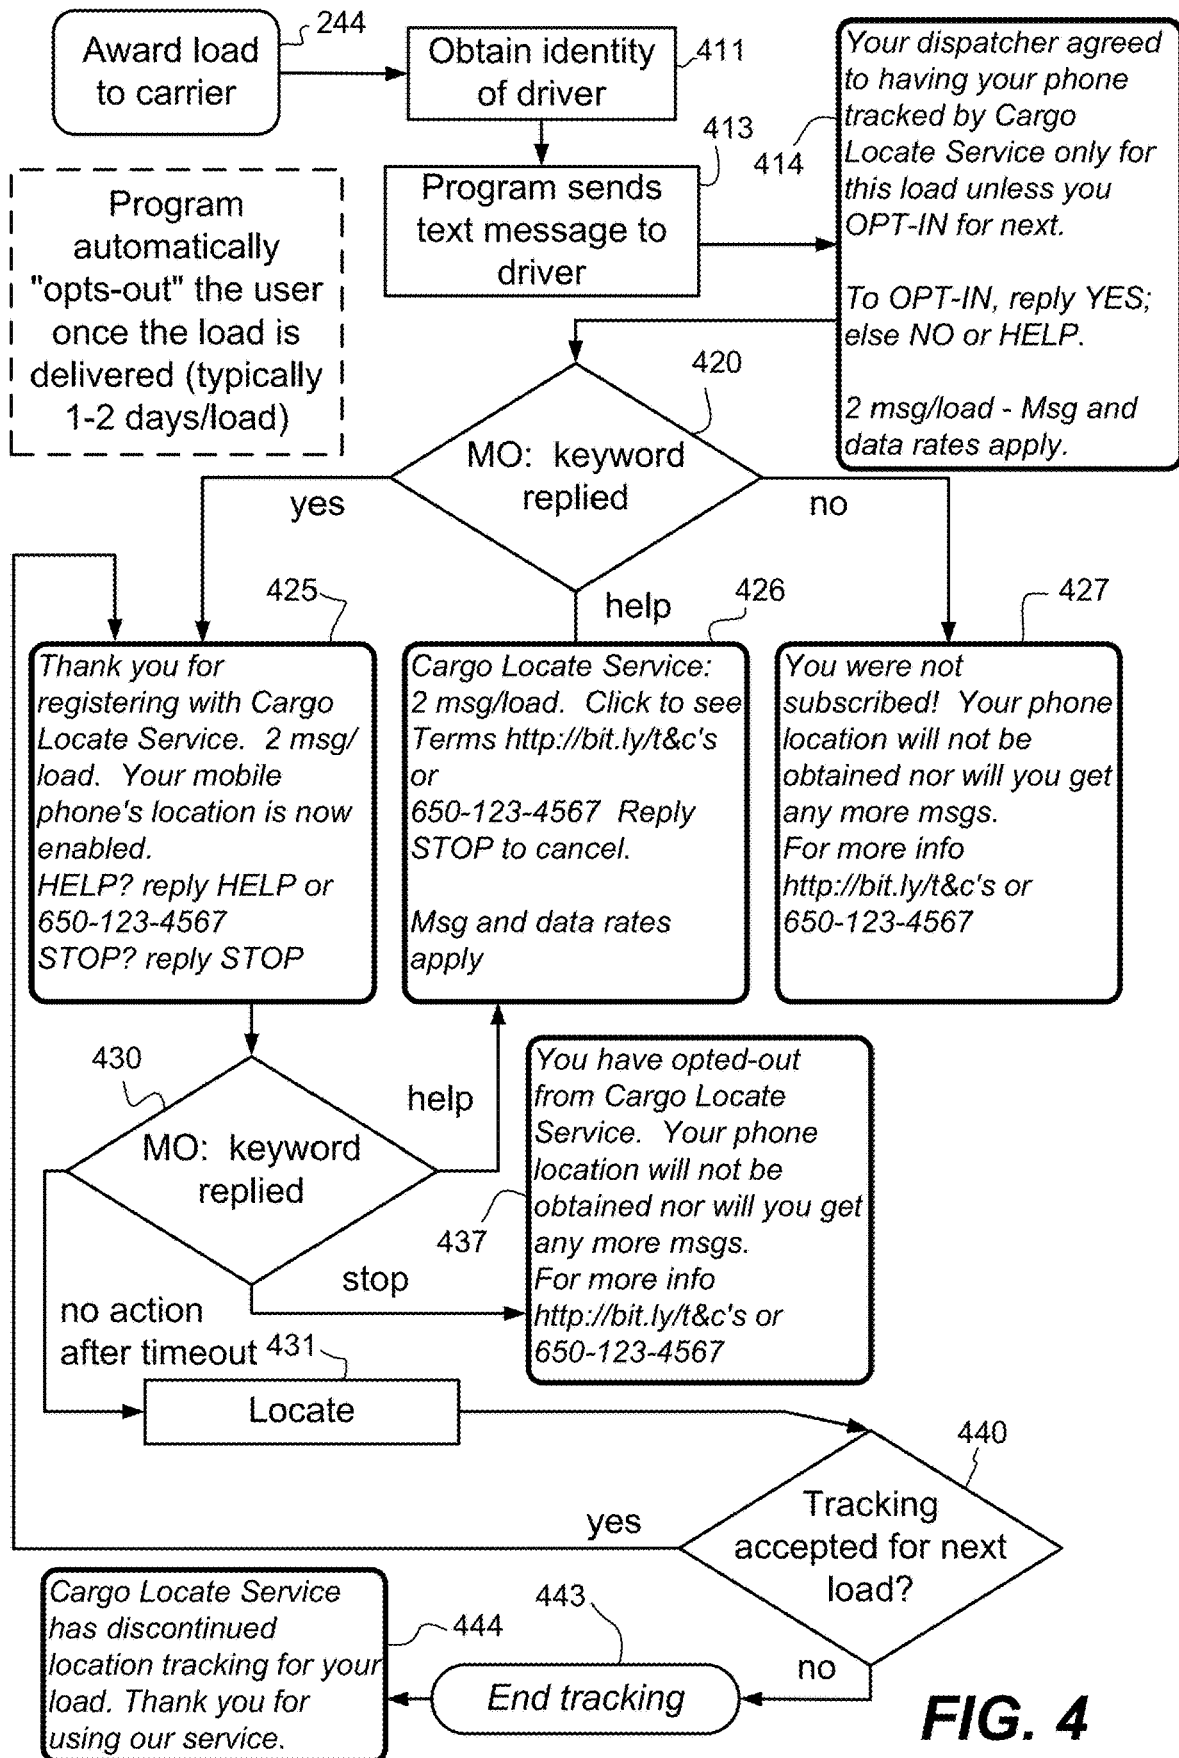 244
Award load
to carrier
Obtain identity
of driver
411
Your dispatcher agreed
to having your phone
tracked by Cargo
Locate Service only for
this load unless you
OPT-IN for next.
To OPT-IN, reply YES;
else NO or HELP.
2 msg/load - Msg and
data rates apply.
413
414
Program sends
text message to
driver
Program
automatically
"opts-out" the user
once the load is
delivered (typically
1-2 days/load)
420
MO: keyword
replied
yes
no
help
425
426
427
Thank you for
registering with Cargo
Locate Service. 2 msg/
load. Your mobile
phone's location is now
enabled.
HELP? reply HELP or
650-123-4567
STOP? reply STOP
Cargo Locate Service:
2 msg/load. Click to see
Terms http://bit.ly/t&c's
or
650-123-4567 Reply
STOP to cancel.
Msg and data rates
apply
You were not
subscribed! Your phone
location will not be
obtained nor will you get
any more msgs.
For more info
http://bit.ly/t&c's or
650-123-4567
430
MO: keyword
replied
help
stop
437
You have opted-out
from Cargo Locate
Service. Your phone
location will not be
obtained nor will you get
any more msgs.
For more info
http://bit.ly/t&c's or
650-123-4567
no action
after timeout
431
Locate
440
Tracking
accepted for next
load?
yes
no
443
End tracking
444
Cargo Locate Service
has discontinued
location tracking for your
load. Thank you for
using our service.
FIG. 4